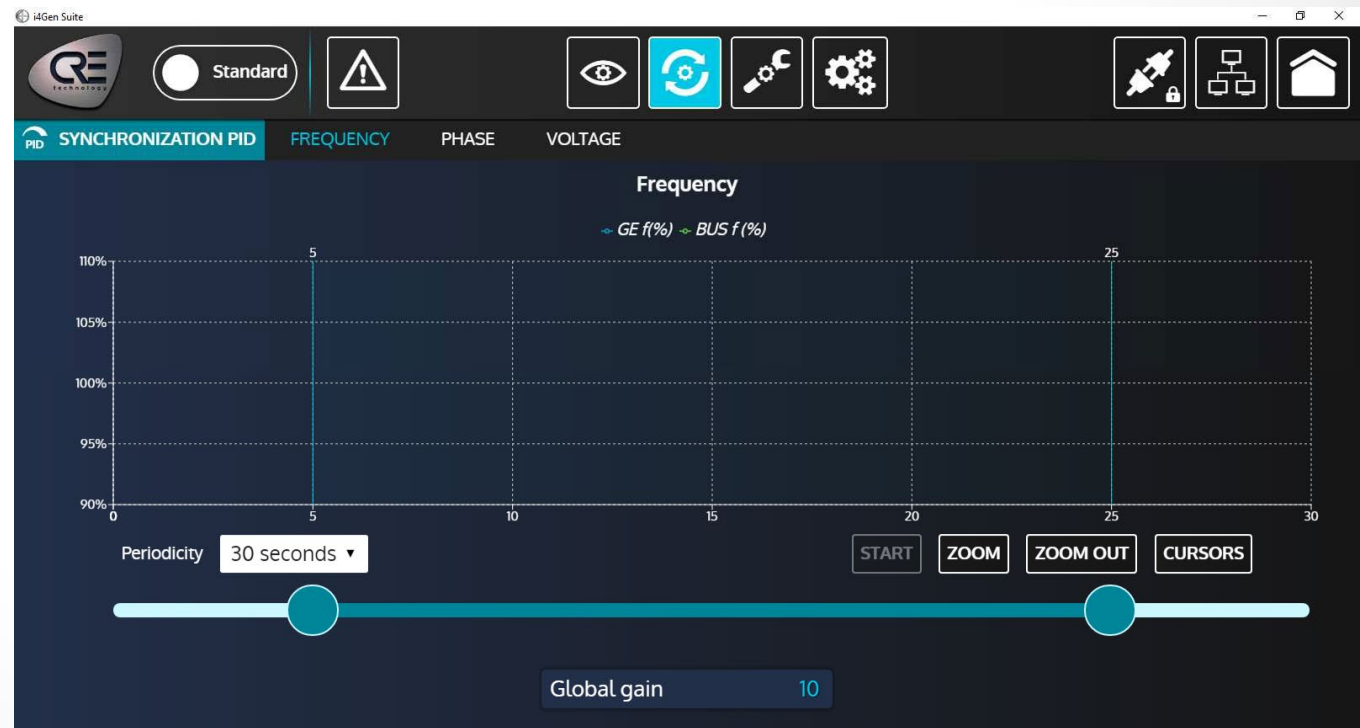 i4Gen Suite
CRE
technology
Standard
PID SYNCHRONIZATION PID FREQUENCY PHASE VOLTAGE
Frequency
GE f(%) BUS f (%)
5 25
110%
105%
100%
95%
90%
0 5 10 15 20 25 30
Periodicity 30 seconds START ZOOM ZOOM OUT CURSORS
Global gain 10